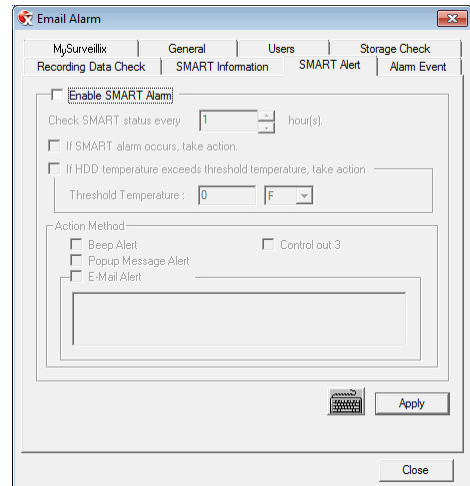 Email Alarm
MySurveillix General Users Storage Check
Recording Data Check SMART Information SMART Alert Alarm Event
Enable SMART Alarm
Check SMART status every 1 hour(s).
If SMART alarm occurs, take action.
If HDD temperature exceeds threshold temperature, take action
Threshold Temperature : 0 F
Action Method
Beep Alert Control out 3
Popup Message Alert
E-Mail Alert
Apply
Close